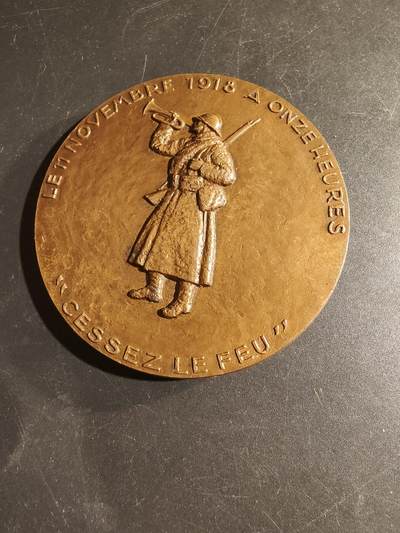 LE 11 NOVEMBRE 1918 A ONZE HEURES
"CESSEZ LE FEU"